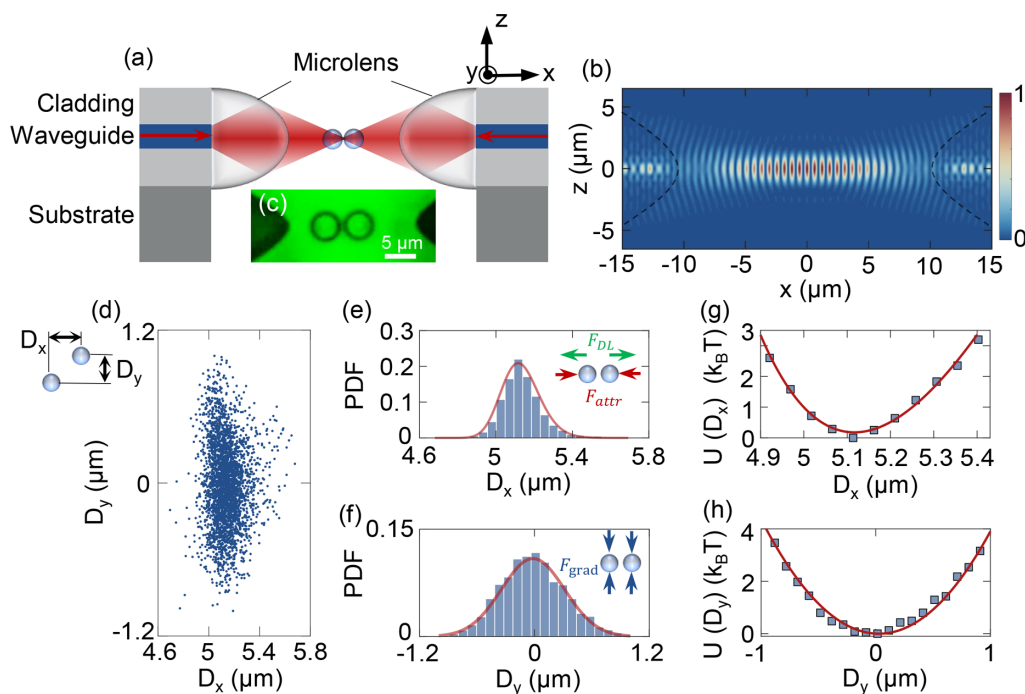 (a)
Microlens
z
y
x
Cladding
Waveguide
Substrate
(c)
5 μm
(b)
z (μm)
5
0
-5
-15
-10
-5
0
5
10
15
x (μm)
1
0
(d)
Dx
Dy
1.2
0
-1.2
Dy (μm)
4.6
5
5.4
5.8
Dx (μm)
(e)
PDF
0.3
0.2
0.1
0
FDL
Fattr
4.6
5
5.4
5.8
Dx (μm)
(f)
PDF
0.15
0
Fgrad
-1.2
0
1.2
Dy (μm)
(g)
U (Dx) (kBT)
3
2
1
0
4.9
5
5.1
5.2
5.3
5.4
Dx (μm)
(h)
U (Dy) (kBT)
4
2
0
-1
0
1
Dy (μm)